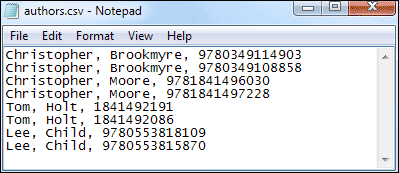 authors.csv - Notepad
File Edit Format View Help
Christopher, Brookmyre, 9780349114903
Christopher, Brookmyre, 9780349108858
Christopher, Moore, 9781841496030
Christopher, Moore, 9781841497228
Tom, Holt, 1841492191
Tom, Holt, 1841492086
Lee, Child, 9780553818109
Lee, Child, 9780553815870